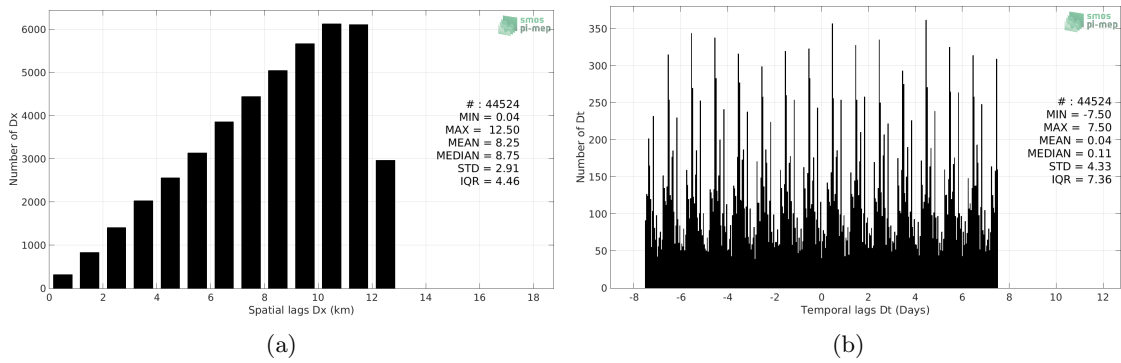 6000
5000
4000
3000
2000
1000
0
Number of Dx
0 2 4 6 8 10 12 14 16 18
Spatial lags Dx (km)
smos
pi-mep
# : 44524
MIN = 0.04
MAX = 12.50
MEAN = 8.25
MEDIAN = 8.75
STD = 2.91
IQR = 4.46
(a)
350
300
250
200
150
100
50
0
Number of Dt
-8 -6 -4 -2 0 2 4 6 8 10 12
Temporal lags Dt (Days)
smos
pi-mep
# : 44524
MIN = -7.50
MAX = 7.50
MEAN = 0.04
MEDIAN = 0.11
STD = 4.33
IQR = 7.36
(b)